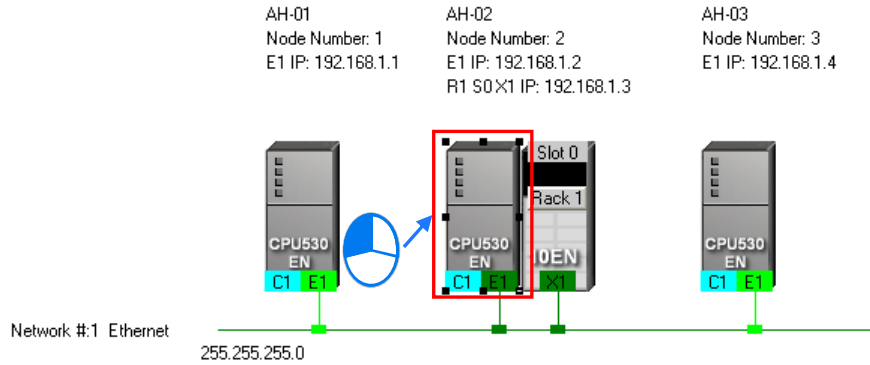 AH-01
Node Number: 1
E1 IP: 192.168.1.1
AH-02
Node Number: 2
E1 IP: 192.168.1.2
R1 S0 X1 IP: 192.168.1.3
AH-03
Node Number: 3
E1 IP: 192.168.1.4
CPU530
EN
C1 E1
CPU530
EN
C1 E1
Slot 0
Rack 1
10EN
X1
CPU530
EN
C1 E1
Network #:1 Ethernet
255.255.255.0